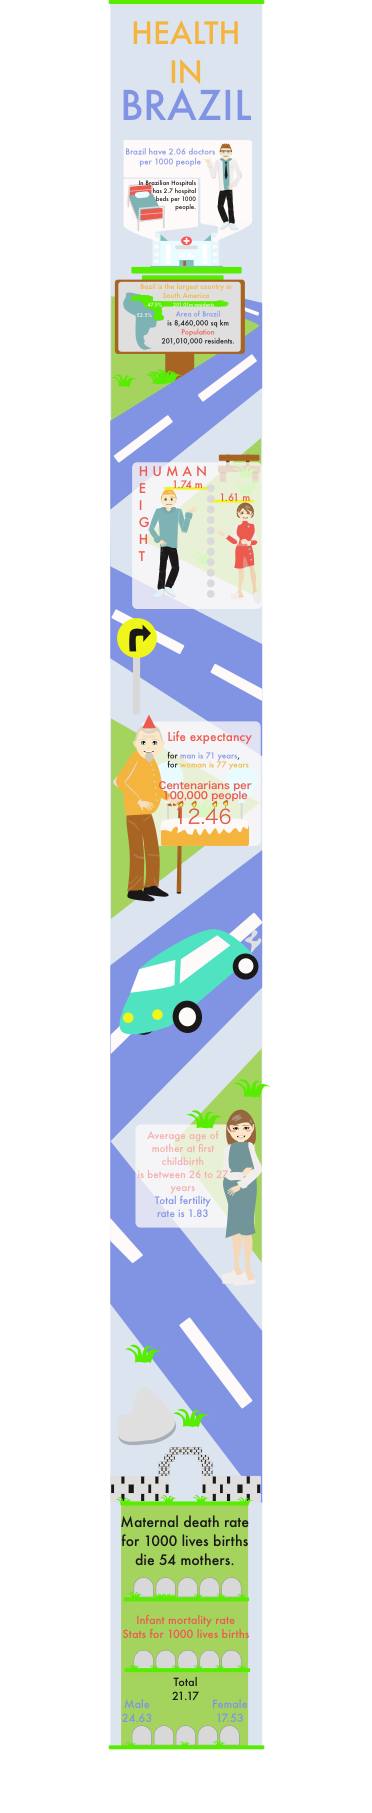 HEALTH
IN
BRAZIL
Brazil have 2.06 doctors
per 1000 people
In Brazilian Hospitals
has 2.7 hospital
beds per 1000
people.
Brazil is the largest country in
South America
47.9%
52.9%
Area of Brazil
is 8,460,000 sq km
Population
201,010,000 residents.
HUMAN
HEIGHT
1.74 m
1.61 m
Life expectancy
for man is 71 years,
for woman is 77 years
Centenarians per
100,000 people
12.46
Average age of
mother at first
childbirth
is between 26 to 27
years
Total fertility
rate is 1.83
Maternal death rate
for 1000 lives births
die 54 mothers.
Infant mortality rate
Stats for 1000 lives births
Total
21.17
Male
24.63
Female
17.53